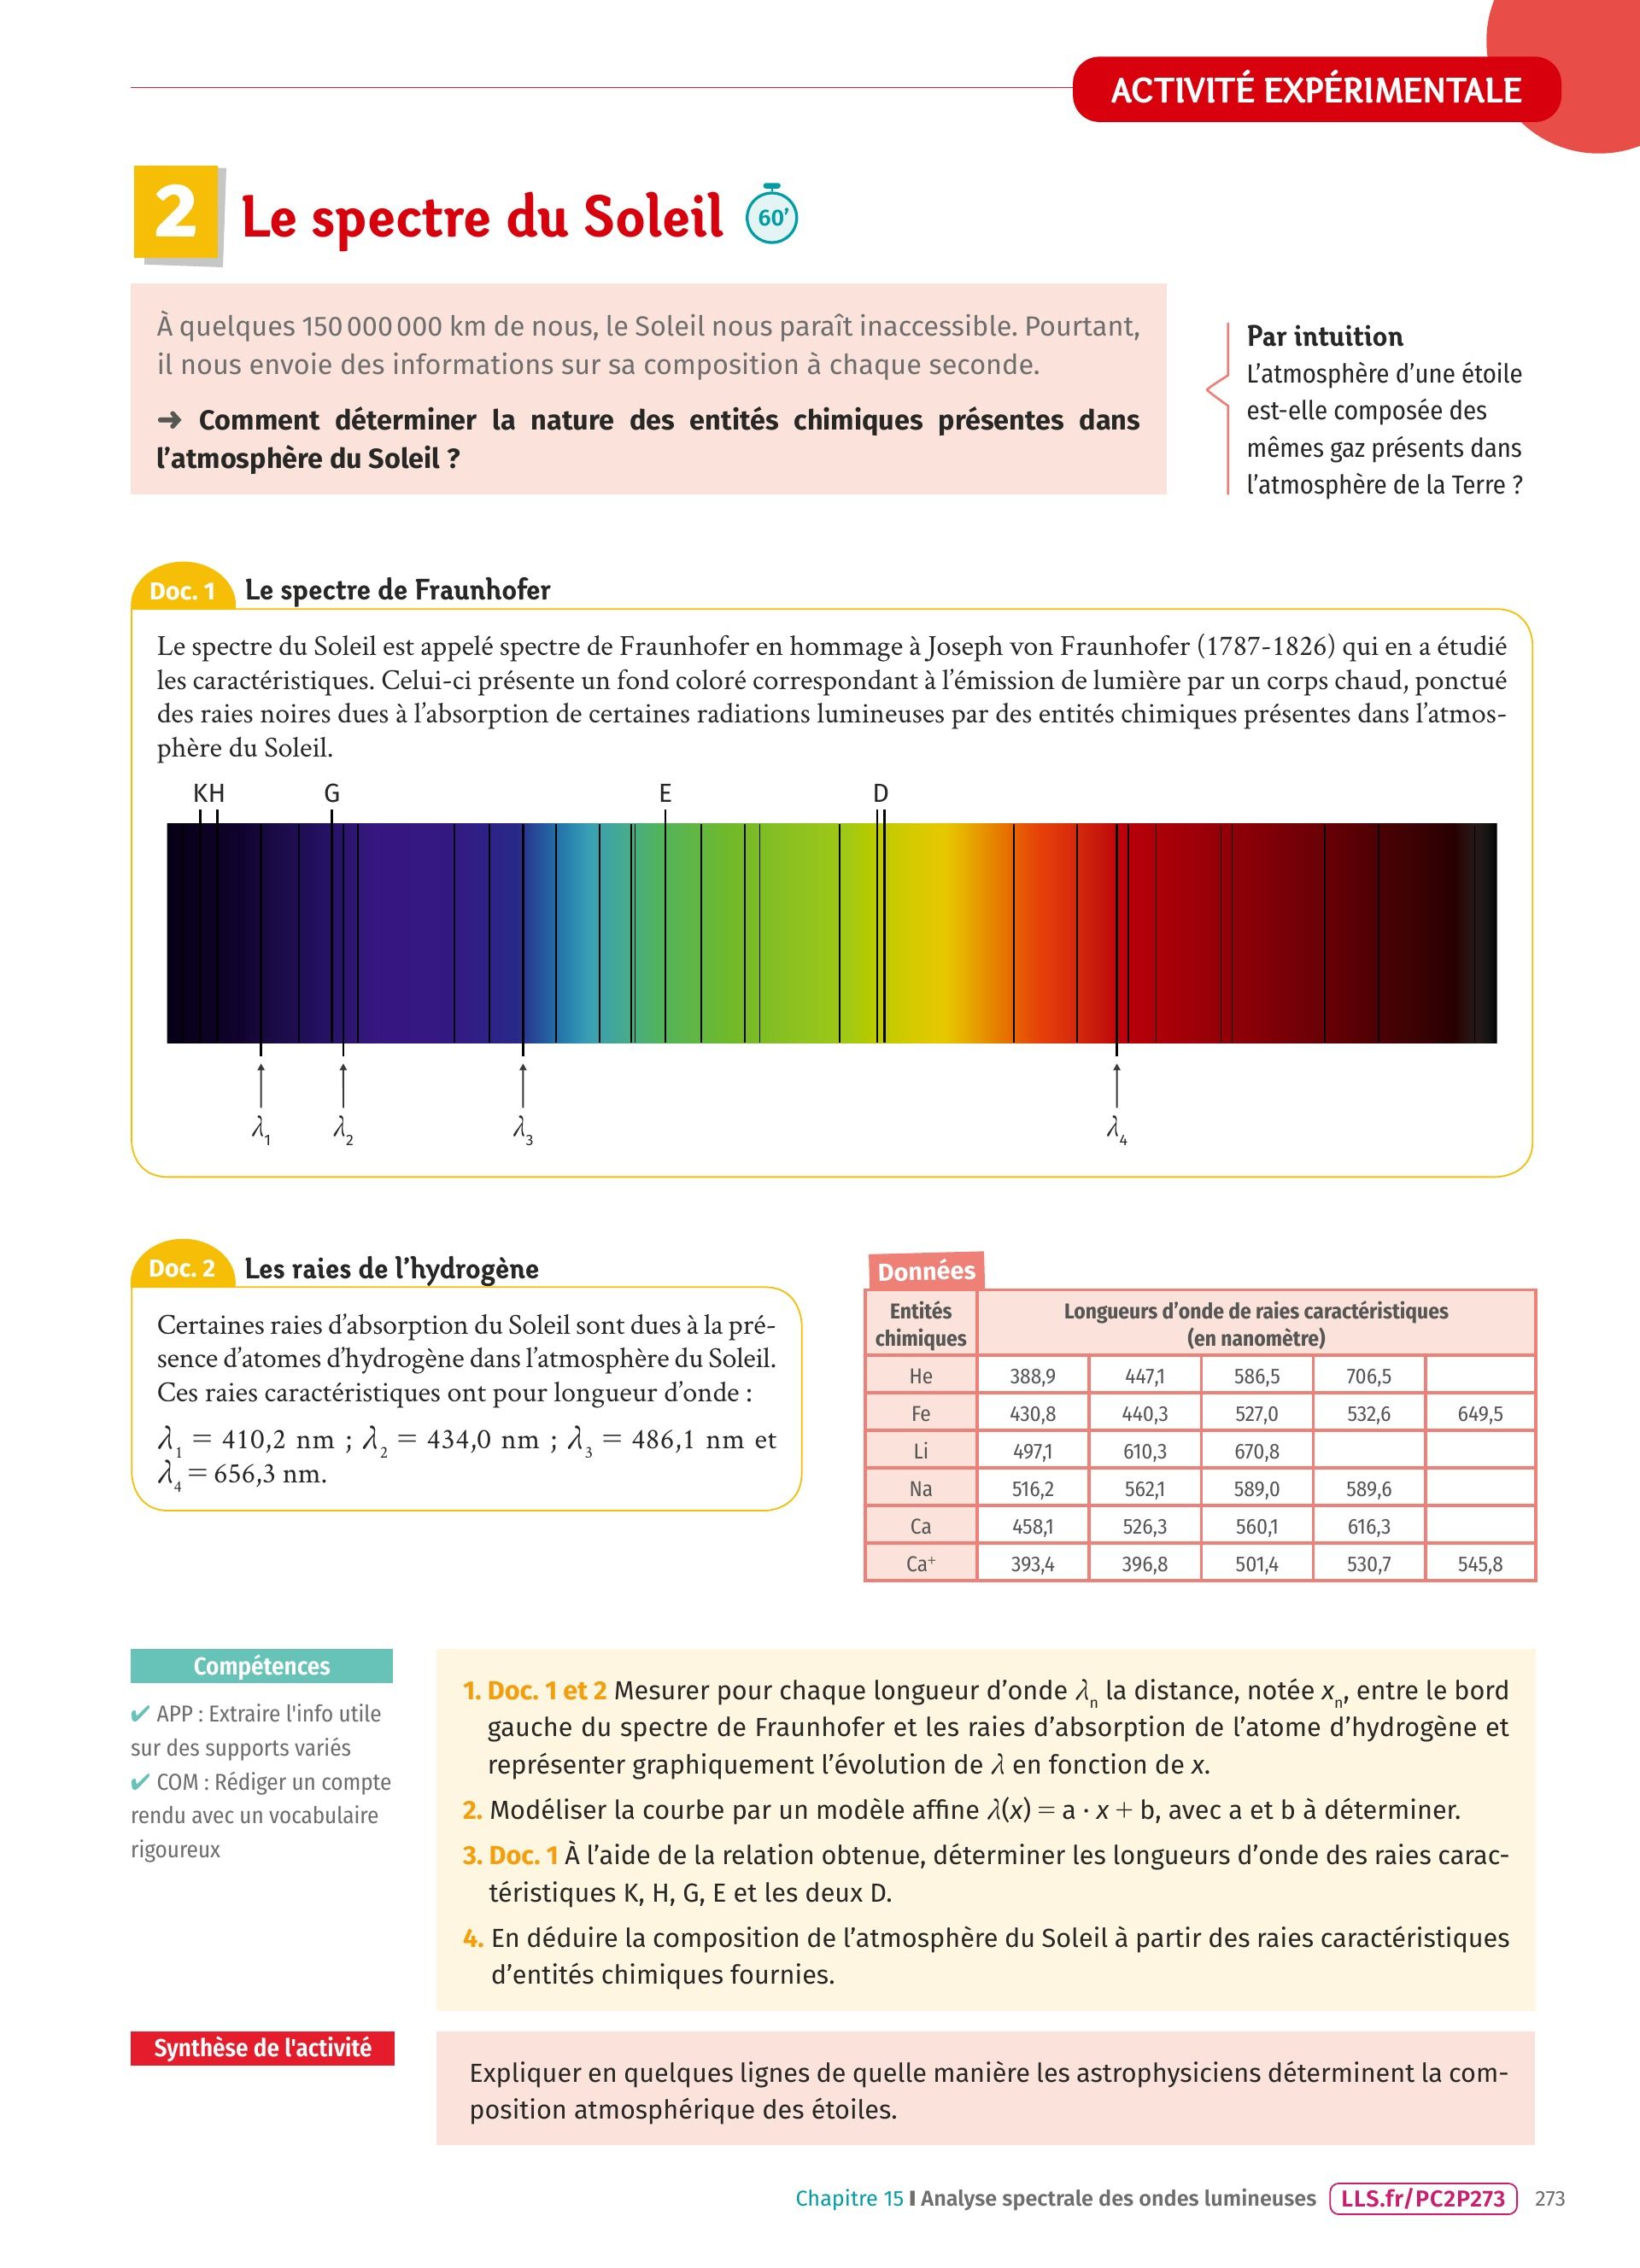 ACTIVITÉ EXPÉRIMENTALE
2 Le spectre du Soleil 60’
À quelques 150 000 000 km de nous, le Soleil nous paraît inaccessible. Pourtant,
il nous envoie des informations sur sa composition à chaque seconde.
➜ Comment déterminer la nature des entités chimiques présentes dans
l’atmosphère du Soleil ?
Par intuition
L’atmosphère d’une étoile
est-elle composée des
mêmes gaz présents dans
l’atmosphère de la Terre ?
Doc. 1 Le spectre de Fraunhofer
Le spectre du Soleil est appelé spectre de Fraunhofer en hommage à Joseph von Fraunhofer (1787-1826) qui en a étudié
les caractéristiques. Celui-ci présente un fond coloré correspondant à l’émission de lumière par un corps chaud, ponctué
des raies noires dues à l’absorption de certaines radiations lumineuses par des entités chimiques présentes dans l’atmos-
phère du Soleil.
KH G E D
λ₁ λ₂ λ₃ λ₄
Doc. 2 Les raies de l’hydrogène
Certaines raies d’absorption du Soleil sont dues à la pré-
sence d’atomes d’hydrogène dans l’atmosphère du Soleil.
Ces raies caractéristiques ont pour longueur d’onde :
λ₁ = 410,2 nm ; λ₂ = 434,0 nm ; λ₃ = 486,1 nm et
λ₄ = 656,3 nm.
Données
Entités chimiques Longueurs d’onde de raies caractéristiques (en nanomètre)
He 388,9 447,1 586,5 706,5
Fe 430,8 440,3 527,0 532,6 649,5
Li 497,1 610,3 670,8
Na 516,2 562,1 589,0 589,6
Ca 458,1 526,3 560,1 616,3
Ca⁺ 393,4 396,8 501,4 530,7 545,8
Compétences
✔ APP : Extraire l'info utile
sur des supports variés
✔ COM : Rédiger un compte
rendu avec un vocabulaire
rigoureux
1. Doc. 1 et 2 Mesurer pour chaque longueur d’onde λₙ la distance, notée xₙ, entre le bord
gauche du spectre de Fraunhofer et les raies d’absorption de l’atome d’hydrogène et
représenter graphiquement l’évolution de λ en fonction de x.
2. Modéliser la courbe par un modèle affine λ(x) = a · x + b, avec a et b à déterminer.
3. Doc. 1 À l’aide de la relation obtenue, déterminer les longueurs d’onde des raies carac-
téristiques K, H, G, E et les deux D.
4. En déduire la composition de l’atmosphère du Soleil à partir des raies caractéristiques
d’entités chimiques fournies.
Synthèse de l'activité
Expliquer en quelques lignes de quelle manière les astrophysiciens déterminent la com-
position atmosphérique des étoiles.
Chapitre 15 I Analyse spectrale des ondes lumineuses LLS.fr/PC2P273 273